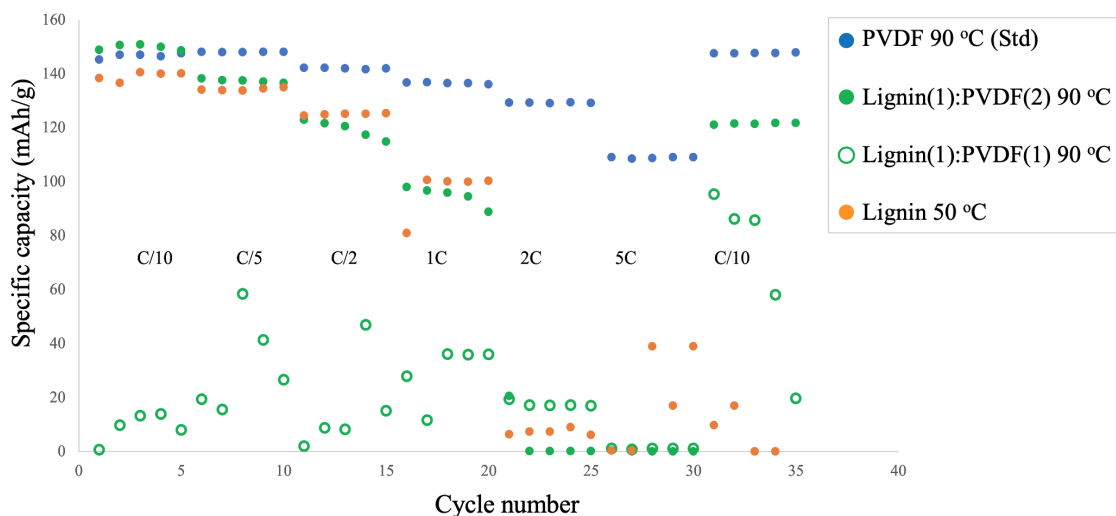 160
140
120
100
80
60
40
20
0
Specific capacity (mAh/g)
C/10 C/5 C/2 1C 2C 5C C/10
0 5 10 15 20 25 30 35 40
Cycle number
PVDF 90 °C (Std)
Lignin(1):PVDF(2) 90 °C
Lignin(1):PVDF(1) 90 °C
Lignin 50 °C